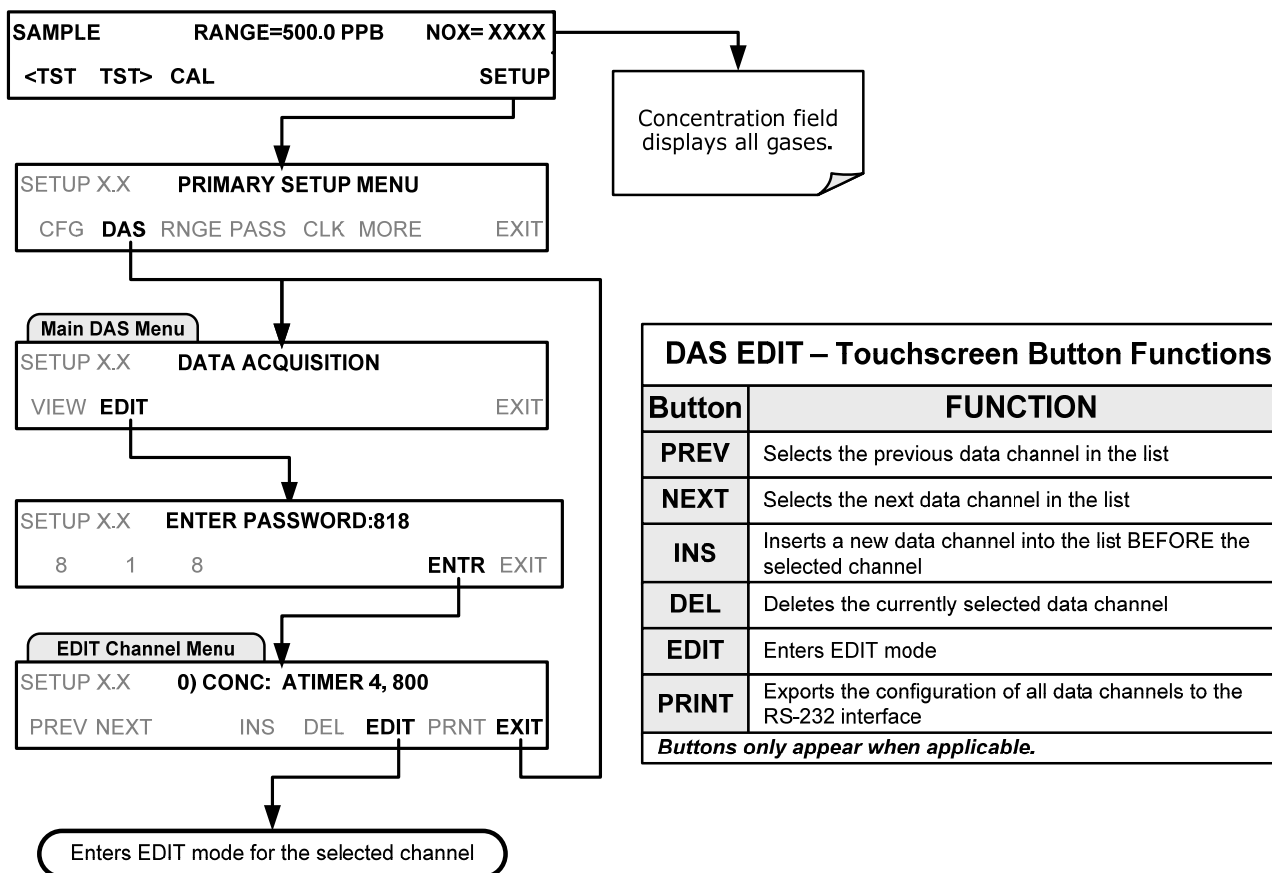 SAMPLE RANGE=500.0 PPB NOX= XXXX
<TST TST> CAL SETUP
Concentration field
displays all gases.
SETUP X.X PRIMARY SETUP MENU
CFG DAS RNGE PASS CLK MORE EXIT
Main DAS Menu
SETUP X.X DATA ACQUISITION
VIEW EDIT EXIT
SETUP X.X ENTER PASSWORD:818
8 1 8 ENTR EXIT
EDIT Channel Menu
SETUP X.X 0) CONC: ATIMER 4, 800
PREV NEXT INS DEL EDIT PRNT EXIT
Enters EDIT mode for the selected channel
DAS EDIT – Touchscreen Button Functions
Button FUNCTION
PREV Selects the previous data channel in the list
NEXT Selects the next data channel in the list
INS Inserts a new data channel into the list BEFORE the
selected channel
DEL Deletes the currently selected data channel
EDIT Enters EDIT mode
PRINT Exports the configuration of all data channels to the
RS-232 interface
Buttons only appear when applicable.